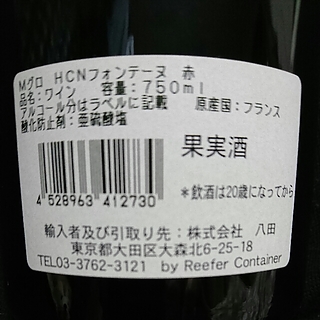 Mグロ HCNフォンテーヌ 赤
品名：ワイン 容量：750ml
アルコール分はラベルに記載 原産国：フランス
酸化防止剤：亜硫酸塩
果実酒
4 528963 412730
*飲酒は20歳になってから
輸入者及び引取り先：株式会社 八田
東京都大田区大森北6-25-18
TEL03-3762-3121 by Reefer Container